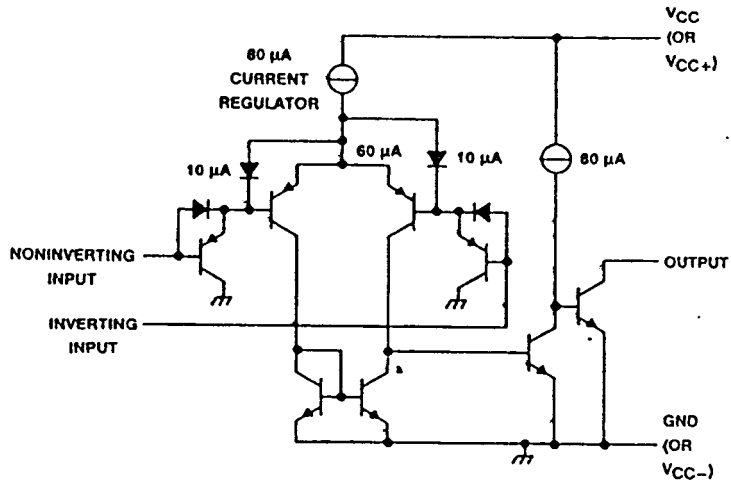 VCC
(OR
VCC+)
80 µA
CURRENT
REGULATOR
60 µA
10 µA
10 µA
80 µA
NONINVERTING
INPUT
OUTPUT
INVERTING
INPUT
GND
(OR
VCC−)